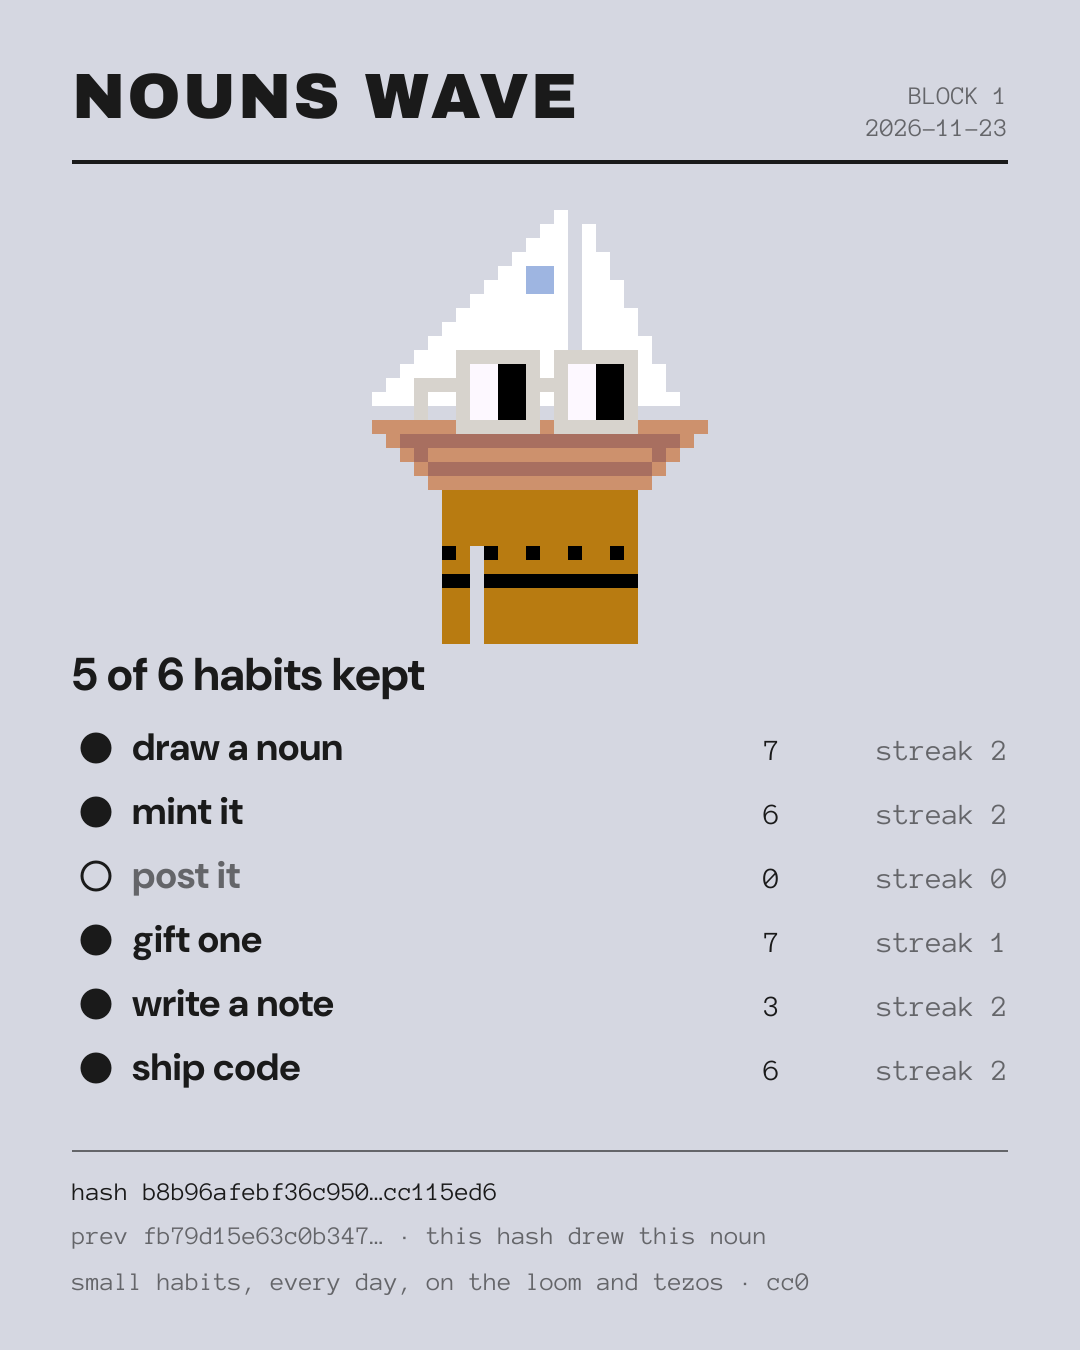 NOUNS WAVE
BLOCK 1
2026-11-23
5 of 6 habits kept
draw a noun 7 streak 2
mint it 6 streak 2
post it 0 streak 0
gift one 7 streak 1
write a note 3 streak 2
ship code 6 streak 2
hash b8b96afebf36c950…cc115ed6
prev fb79d15e63c0b347… · this hash drew this noun
small habits, every day, on the loom and tezos · cc0